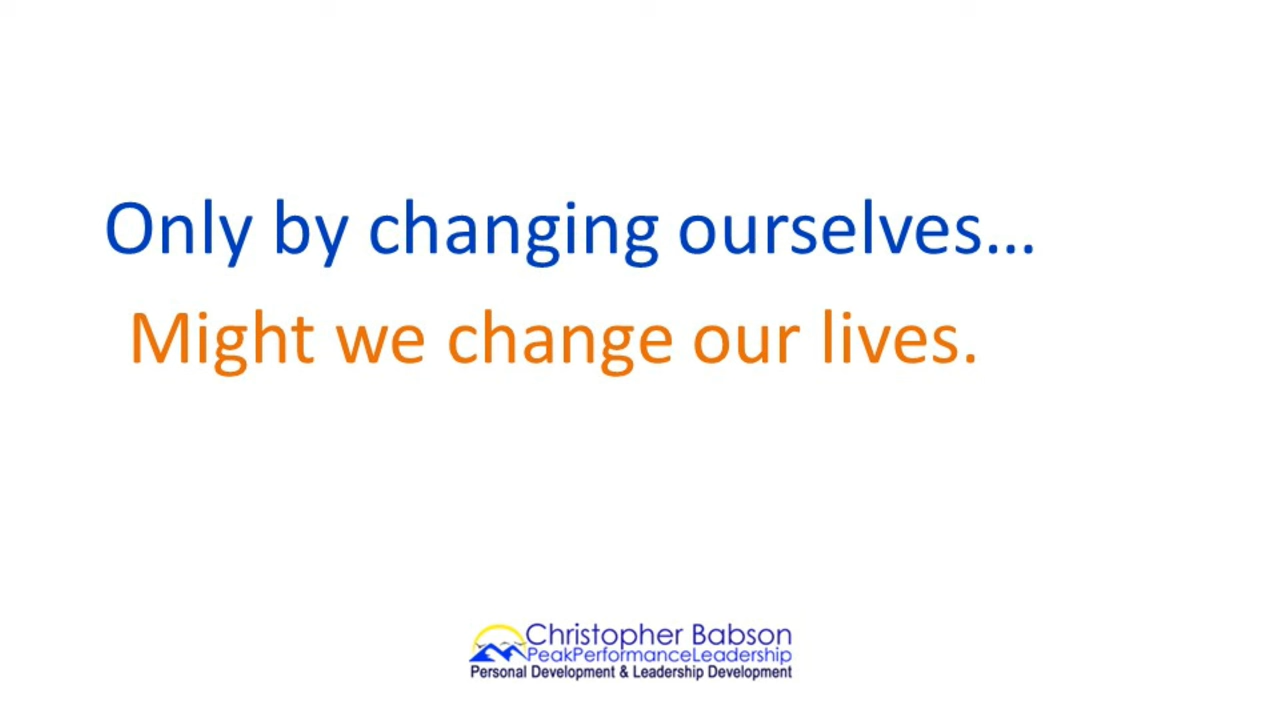 Only by changing ourselves…
Might we change our lives.
Christopher Babson
PeakPerformanceLeadership
Personal Development & Leadership Development